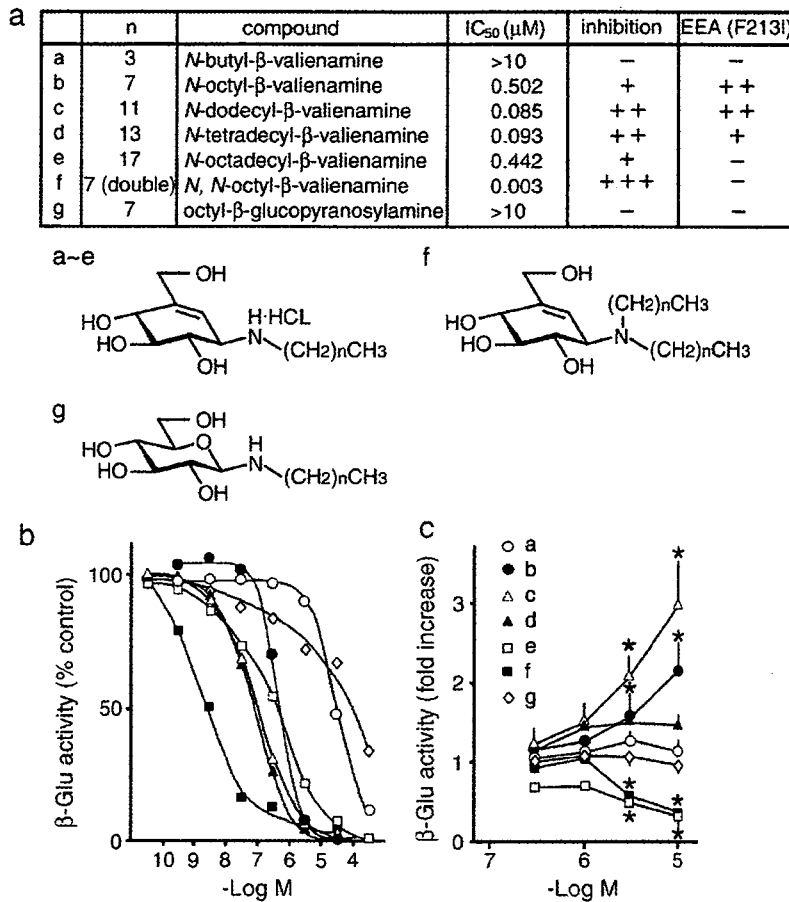 a
n compound IC50 (μM) inhibition EEA (F213I)
a 3 N-butyl-β-valienamine >10 − −
b 7 N-octyl-β-valienamine 0.502 + ++
c 11 N-dodecyl-β-valienamine 0.085 ++ ++
d 13 N-tetradecyl-β-valienamine 0.093 ++ +
e 17 N-octadecyl-β-valienamine 0.442 + −
f 7 (double) N, N-octyl-β-valienamine 0.003 +++ −
g 7 octyl-β-glucopyranosylamine >10 − −
a~e
OH
HO
HO
OH
H·HCL
N
(CH2)nCH3
f
OH
HO
HO
OH
(CH2)nCH3
N
(CH2)nCH3
g
OH
O
HO
HO
OH
H
N
(CH2)nCH3
b
β-Glu activity (% control)
100
50
0
10 9 8 7 6 5 4
-Log M
c
a
b
c
d
e
f
g
β-Glu activity (fold increase)
3
2
1
0
7 6 5
-Log M
* * * * * * * *